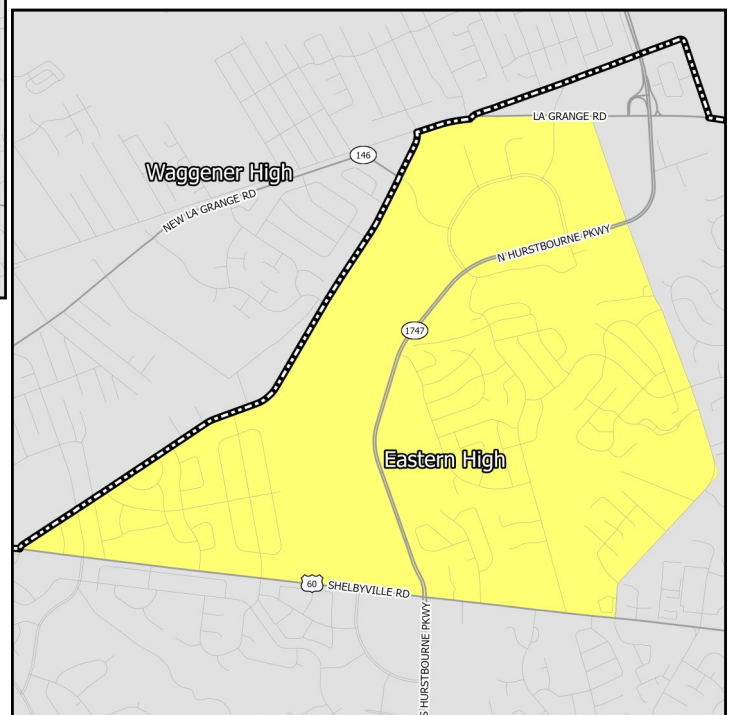 LA GRANGE RD
146
Waggener High
NEW LA GRANGE RD
N HURSTBOURNE PKWY
1747
Eastern High
60
SHELBYVILLE RD
S HURSTBOURNE PKWY